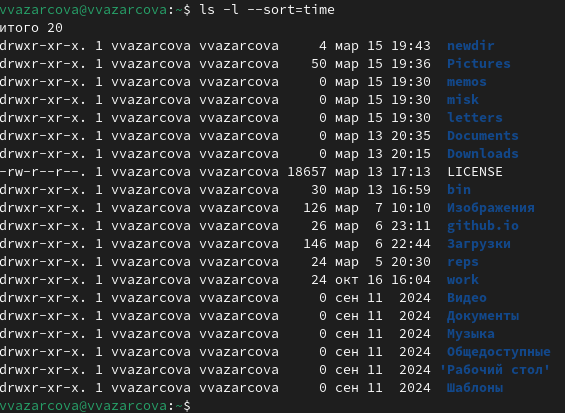 vvazarcova@vvazarcova:~$ ls -l --sort=time
итого 20
drwxr-xr-x. 1 vvazarcova vvazarcova     4 мар 15 19:43  newdir
drwxr-xr-x. 1 vvazarcova vvazarcova    50 мар 15 19:36  Pictures
drwxr-xr-x. 1 vvazarcova vvazarcova     0 мар 15 19:30  memos
drwxr-xr-x. 1 vvazarcova vvazarcova     0 мар 15 19:30  misk
drwxr-xr-x. 1 vvazarcova vvazarcova     0 мар 15 19:30  letters
drwxr-xr-x. 1 vvazarcova vvazarcova     0 мар 13 20:35  Documents
drwxr-xr-x. 1 vvazarcova vvazarcova     0 мар 13 20:15  Downloads
-rw-r--r--. 1 vvazarcova vvazarcova 18657 мар 13 17:13  LICENSE
drwxr-xr-x. 1 vvazarcova vvazarcova    30 мар 13 16:59  bin
drwxr-xr-x. 1 vvazarcova vvazarcova   126 мар  7 10:10  Изображения
drwxr-xr-x. 1 vvazarcova vvazarcova    26 мар  6 23:11  github.io
drwxr-xr-x. 1 vvazarcova vvazarcova   146 мар  6 22:44  Загрузки
drwxr-xr-x. 1 vvazarcova vvazarcova    24 мар  5 20:30  reps
drwxr-xr-x. 1 vvazarcova vvazarcova    24 окт 16 16:04  work
drwxr-xr-x. 1 vvazarcova vvazarcova     0 сен 11  2024  Видео
drwxr-xr-x. 1 vvazarcova vvazarcova     0 сен 11  2024  Документы
drwxr-xr-x. 1 vvazarcova vvazarcova     0 сен 11  2024  Музыка
drwxr-xr-x. 1 vvazarcova vvazarcova     0 сен 11  2024  Общедоступные
drwxr-xr-x. 1 vvazarcova vvazarcova     0 сен 11  2024 'Рабочий стол'
drwxr-xr-x. 1 vvazarcova vvazarcova     0 сен 11  2024  Шаблоны
vvazarcova@vvazarcova:~$